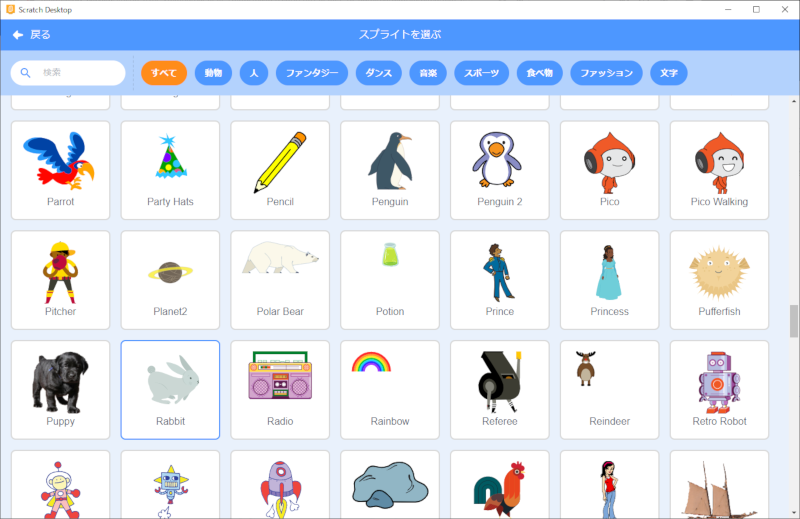 Scratch Desktop
戻る
スプライトを選ぶ
検索
すべて
動物
人
ファンタジー
ダンス
音楽
スポーツ
食べ物
ファッション
文字
Parrot
Party Hats
Pencil
Penguin
Penguin 2
Pico
Pico Walking
Pitcher
Planet2
Polar Bear
Potion
Prince
Princess
Pufferfish
Puppy
Rabbit
Radio
Rainbow
Referee
Reindeer
Retro Robot